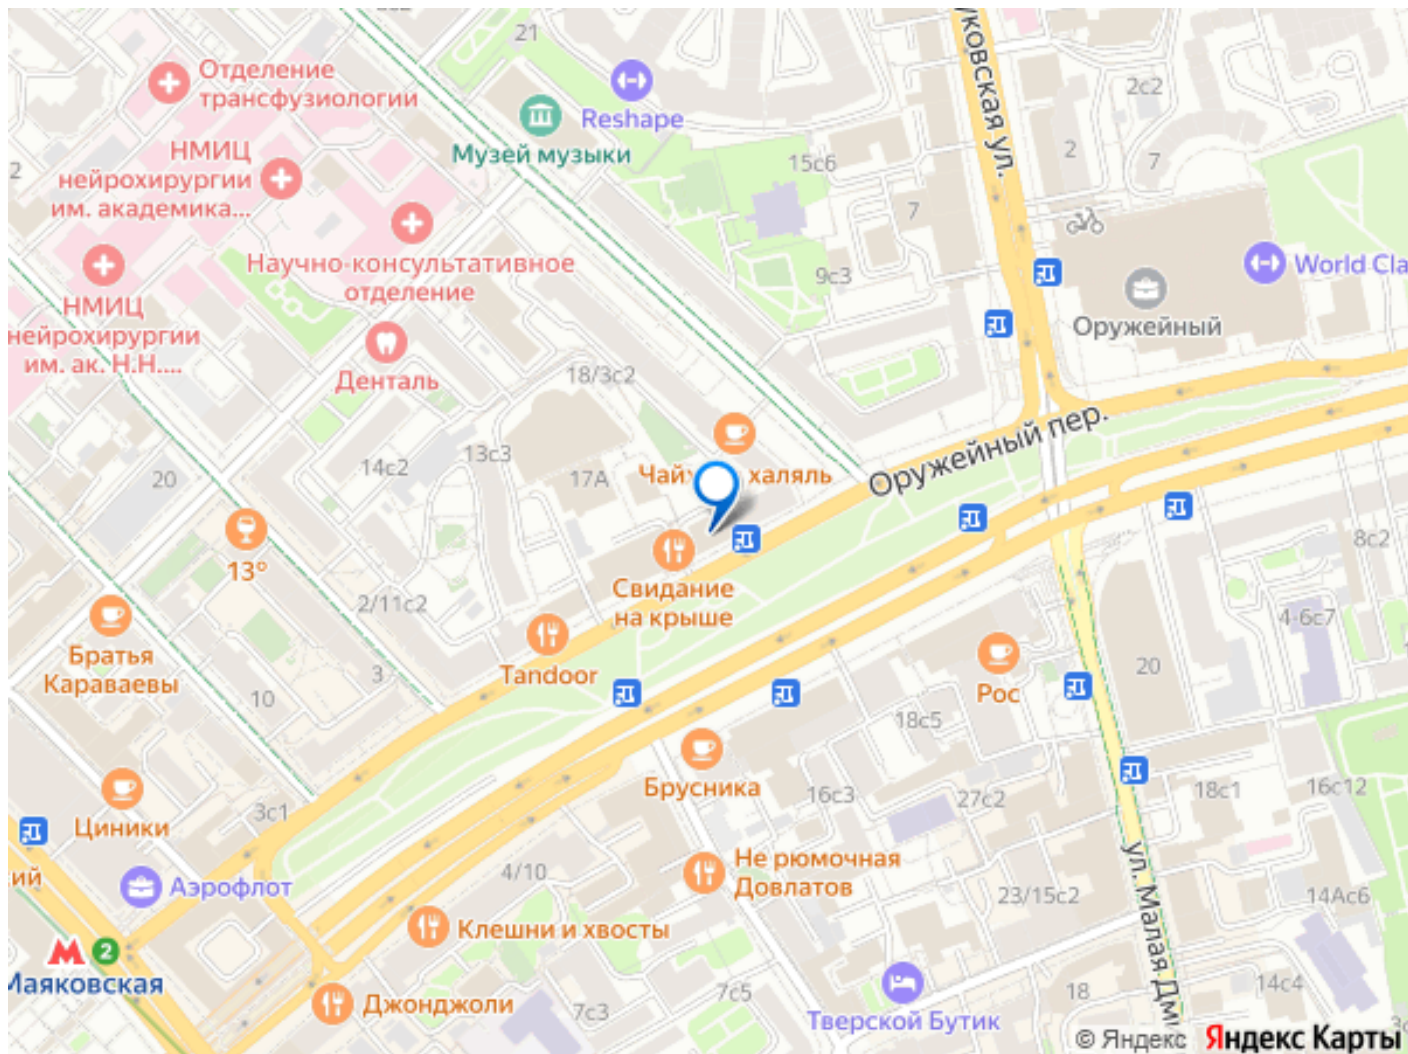 21
Отделение
трансфузиологии
Reshape
Музей музыки
НМИЦ
нейрохирургии
им. академика...
2
15с6
2с2
2
7
7
Научно-консультативное
отделение
9с3
World Cla
Оружейный
НМИЦ
нейрохирургии
им. ак. Н.Н....
Денталь
18/3с2
Оружейный пер.
14с2
13с3
17А
20
халяль
13°
Свидание
на крыше
8с2
4-6с7
2/11с2
Братья
Караваевы
3
10
Tandoor
Рос
20
18с5
Брусника
16с3
27с2
18с1
16с12
3с1
Циники
Аэрофлот
4/10
Не рюмочная
Довлатов
23/15с2
14Ас6
ул. Малая Дм
Клешни и хвосты
М 2
Маяковская
Джонджоли
7с3
7с5
Тверской Бутик
18
14с4
© Яндекс Яндекс Карты